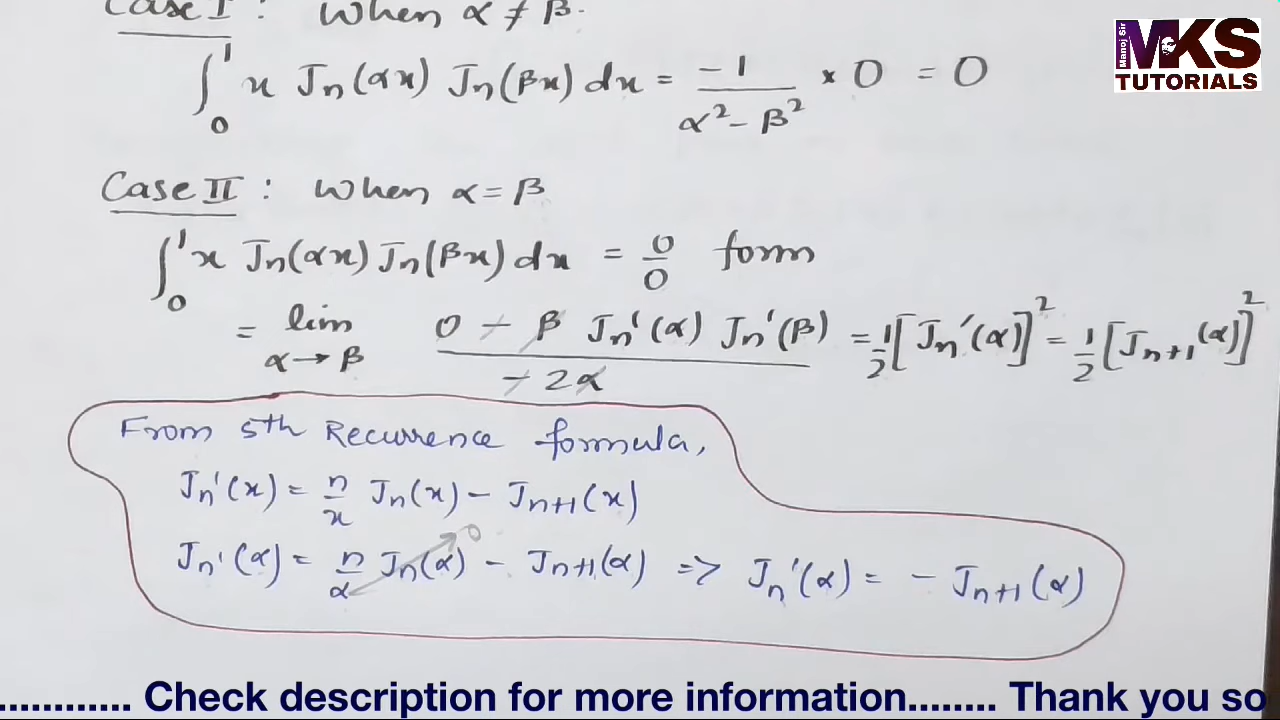 Case I : When α ≠ β.
Manoj Sir MKS
TUTORIALS
∫₀¹ x Jn(αx) Jn(βx) dx = -1/(α² - β²) × 0 = 0
Case II : When α = β
∫₀¹ x Jn(αx) Jn(βx) dx = 0/0 form
= lim α→β (0 - β Jn'(α) Jn'(β))/(-2α) = 1/2 [Jn'(α)]² = 1/2 [Jn+1(α)]²
From 5th Recurrence formula,
Jn'(x) = n/x Jn(x) - Jn+1(x)
Jn'(α) = n/α Jn(α) 0 - Jn+1(α) => Jn'(α) = - Jn+1(α)
............ Check description for more information........ Thank you so